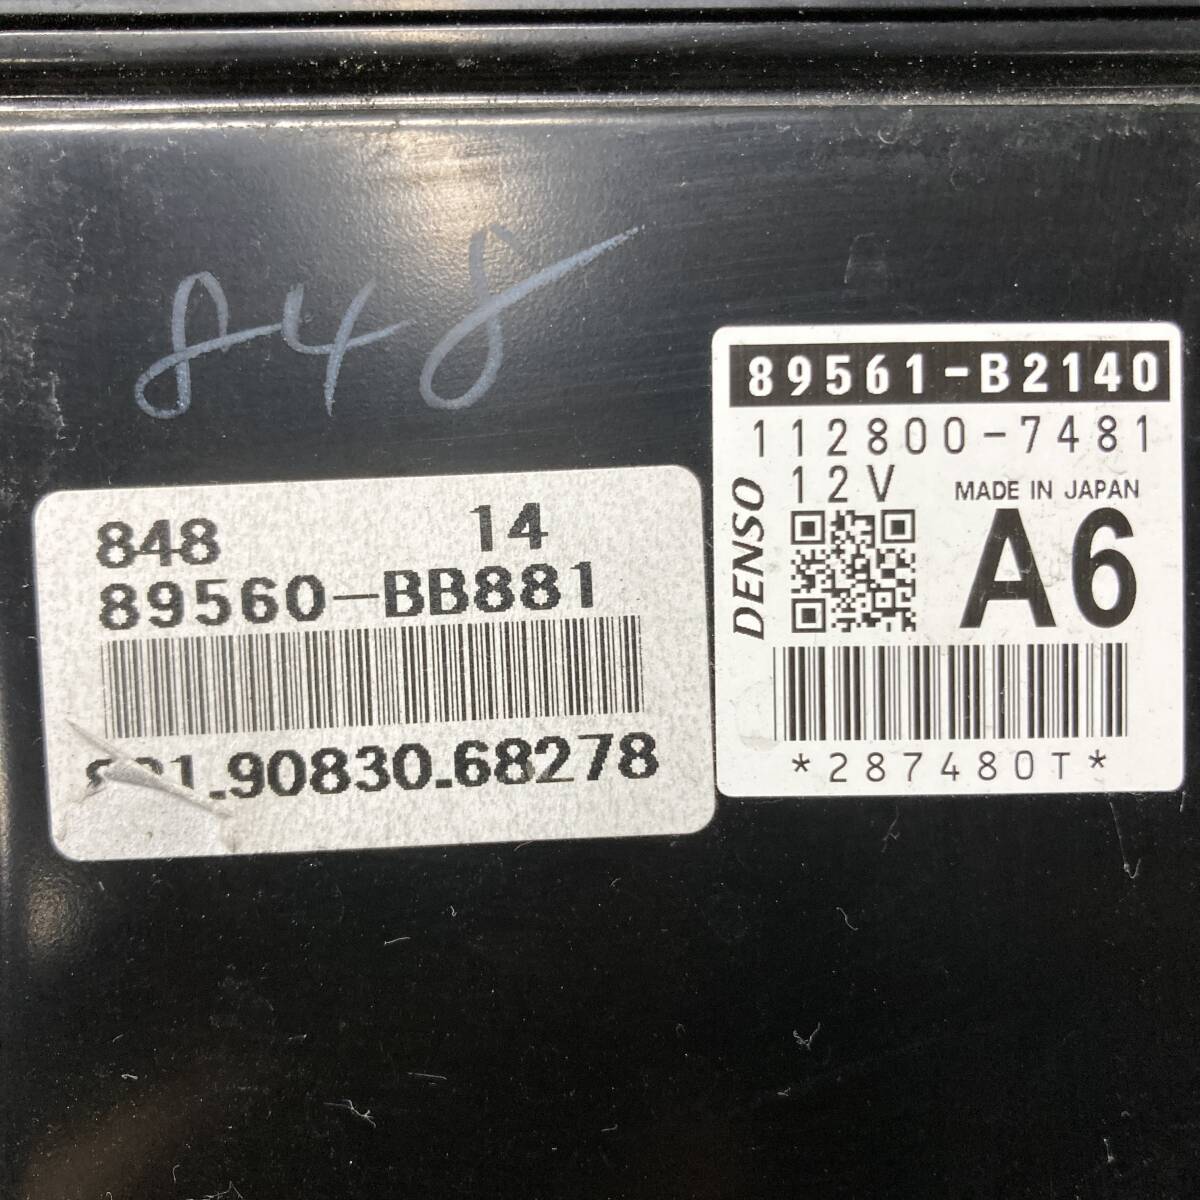 848
848 14
89560-BB881
.90830.68278
89561-B2140
112800-7481
12V MADE IN JAPAN
DENSO
A6
*287480T*